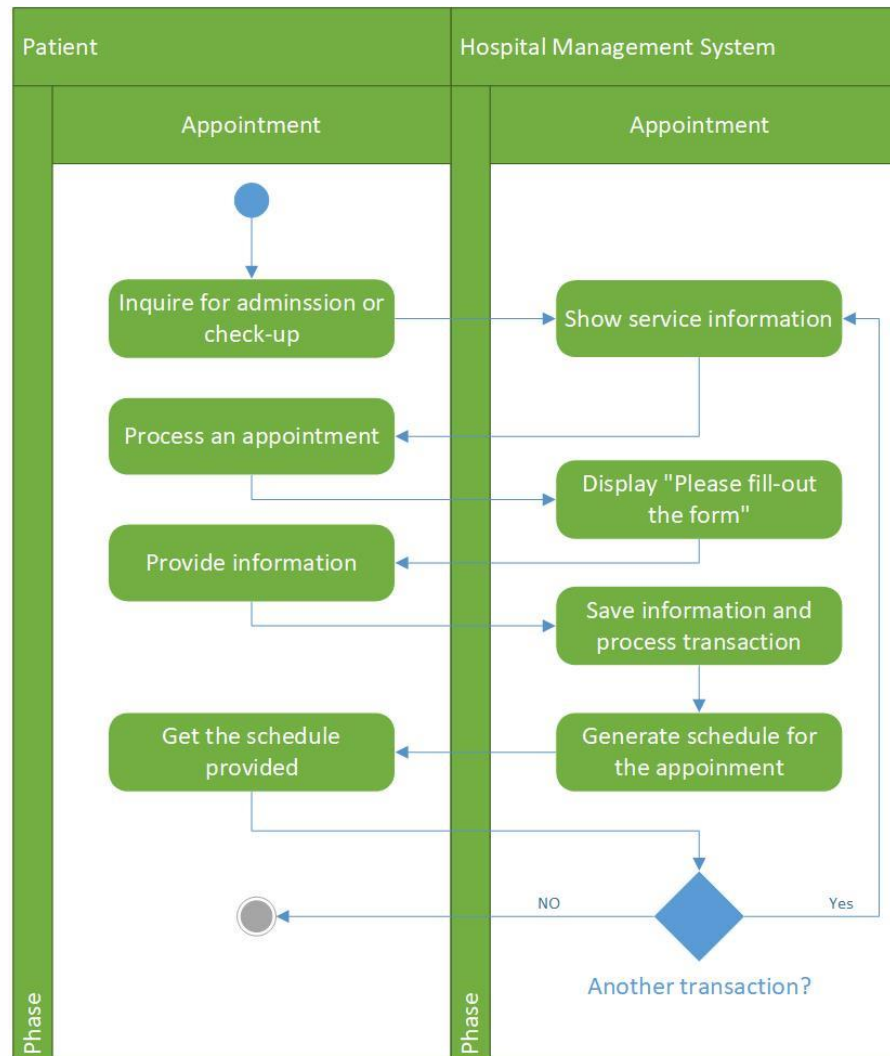 Patient
Hospital Management System
Appointment
Appointment
Inquire for adminssion or
check-up
Show service information
Process an appointment
Display "Please fill-out
the form"
Provide information
Save information and
process transaction
Get the schedule
provided
Generate schedule for
the appoinment
NO
Yes
Another transaction?
Phase
Phase